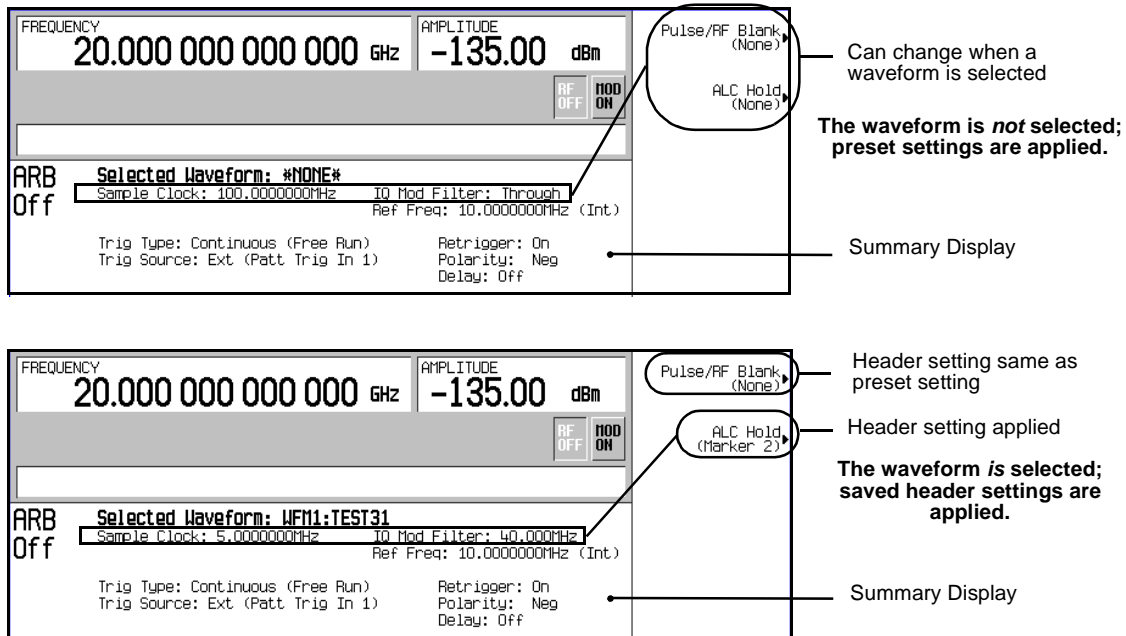 FREQUENCY
20.000 000 000 000 GHz
AMPLITUDE
-135.00 dBm
RF OFF
MOD ON
Pulse/RF Blank
(None)
ALC Hold
(None)
Can change when a
waveform is selected
The waveform is not selected;
preset settings are applied.
ARB
Off
Selected Waveform: *NONE*
Sample Clock: 100.0000000MHz IQ Mod Filter: Through
Ref Freq: 10.0000000MHz (Int)
Trig Type: Continuous (Free Run) Retrigger: On
Trig Source: Ext (Patt Trig In 1) Polarity: Neg
Delay: Off
Summary Display
FREQUENCY
20.000 000 000 000 GHz
AMPLITUDE
-135.00 dBm
RF OFF
MOD ON
Pulse/RF Blank
(None)
ALC Hold
(Marker 2)
Header setting same as
preset setting
Header setting applied
The waveform is selected;
saved header settings are
applied.
ARB
Off
Selected Waveform: WFM1:TEST31
Sample Clock: 5.0000000MHz IQ Mod Filter: 40.000MHz
Ref Freq: 10.0000000MHz (Int)
Trig Type: Continuous (Free Run) Retrigger: On
Trig Source: Ext (Patt Trig In 1) Polarity: Neg
Delay: Off
Summary Display